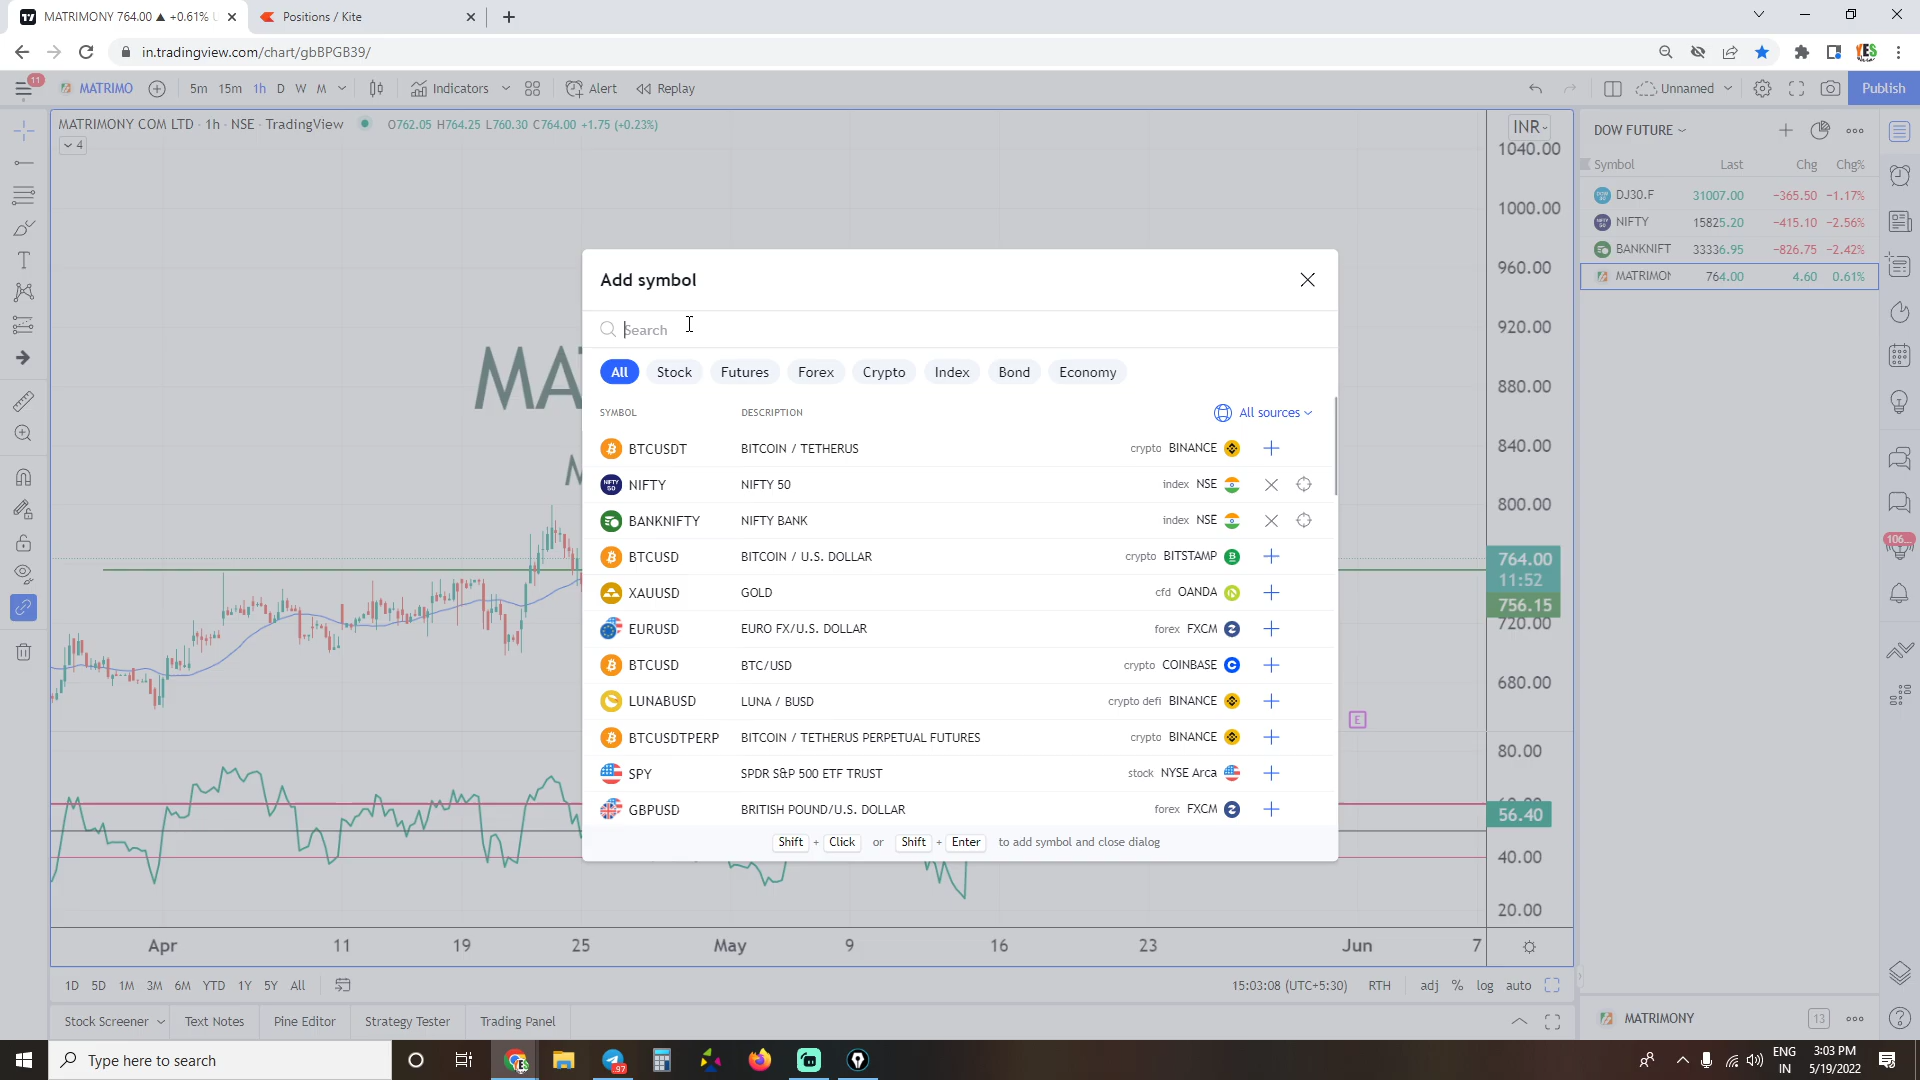 MATRIMONY 764.00 ▲ +0.61%
Positions / Kite
in.tradingview.com/chart/gbBPGB39/
11
MATRIMO
5m 15m 1h D W M
Indicators
Alert
Replay
Unnamed
Publish
MATRIMONY COM LTD · 1h · NSE · TradingView
O762.05 H764.25 L760.30 C764.00 +1.75 (+0.23%)
4
INR
1040.00
1000.00
960.00
920.00
880.00
840.00
800.00
764.00
11:52
756.15
720.00
680.00
80.00
56.40
40.00
20.00
MA
E
Add symbol
Search
All Stock Futures Forex Crypto Index Bond Economy
SYMBOL DESCRIPTION All sources
BTCUSDT BITCOIN / TETHERUS crypto BINANCE
NIFTY NIFTY 50 index NSE
BANKNIFTY NIFTY BANK index NSE
BTCUSD BITCOIN / U.S. DOLLAR crypto BITSTAMP
XAUUSD GOLD cfd OANDA
EURUSD EURO FX/U.S. DOLLAR forex FXCM
BTCUSD BTC/USD crypto COINBASE
LUNABUSD LUNA / BUSD crypto defi BINANCE
BTCUSDTPERP BITCOIN / TETHERUS PERPETUAL FUTURES crypto BINANCE
SPY SPDR S&P 500 ETF TRUST stock NYSE Arca
GBPUSD BRITISH POUND/U.S. DOLLAR forex FXCM
Shift + Click or Shift + Enter to add symbol and close dialog
DOW FUTURE
Symbol Last Chg Chg%
DJ30.F 31007.00 −365.50 −1.17%
NIFTY 15825.20 −415.10 −2.56%
BANKNIFT 33336.95 −826.75 −2.42%
MATRIMON 764.00 4.60 0.61%
Apr 11 19 25 May 9 16 23 Jun 7
1D 5D 1M 3M 6M YTD 1Y 5Y All
15:03:08 (UTC+5:30) RTH adj % log auto
Stock Screener Text Notes Pine Editor Strategy Tester Trading Panel
MATRIMONY 13
Type here to search
97
ENG
IN
3:03 PM
5/19/2022